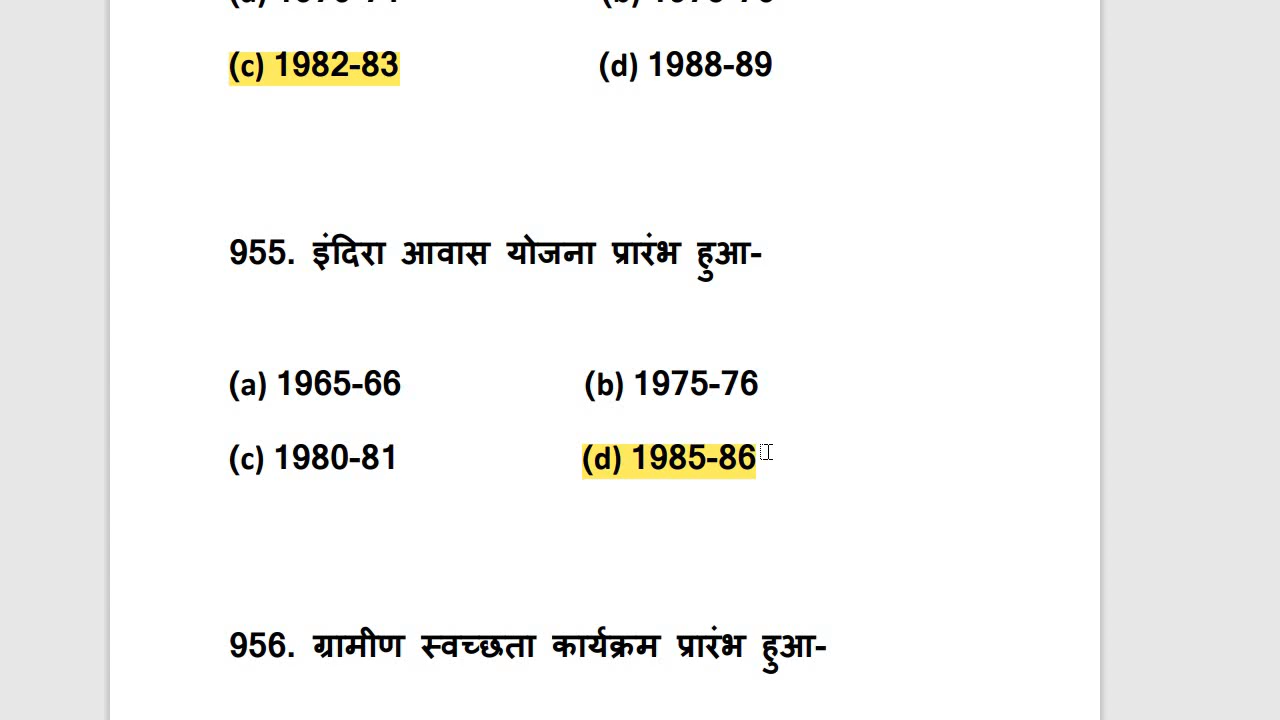 (c) 1982-83 (d) 1988-89
955. इंदिरा आवास योजना प्रारंभ हुआ-
(a) 1965-66 (b) 1975-76
(c) 1980-81 (d) 1985-86
956. ग्रामीण स्वच्छता कार्यक्रम प्रारंभ हुआ-